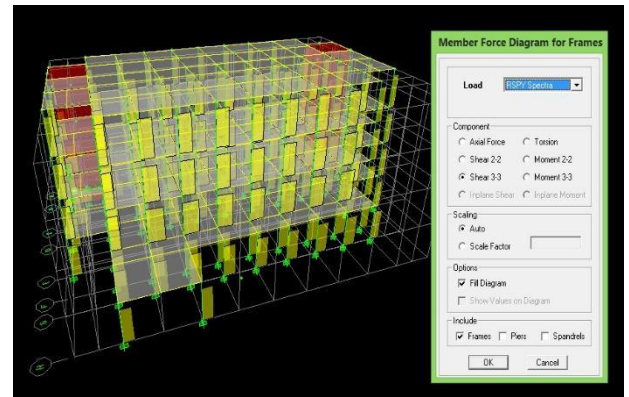 Member Force Diagram for Frames
Load RSPY Spectra
Component
Axial Force Torsion
Shear 2-2 Moment 2-2
Shear 3-3 Moment 3-3
Inplane Shear Inplane Moment
Scaling
Auto
Scale Factor
Options
Fill Diagram
Show Values on Diagram
Include
Frames Piers Spandrels
OK Cancel